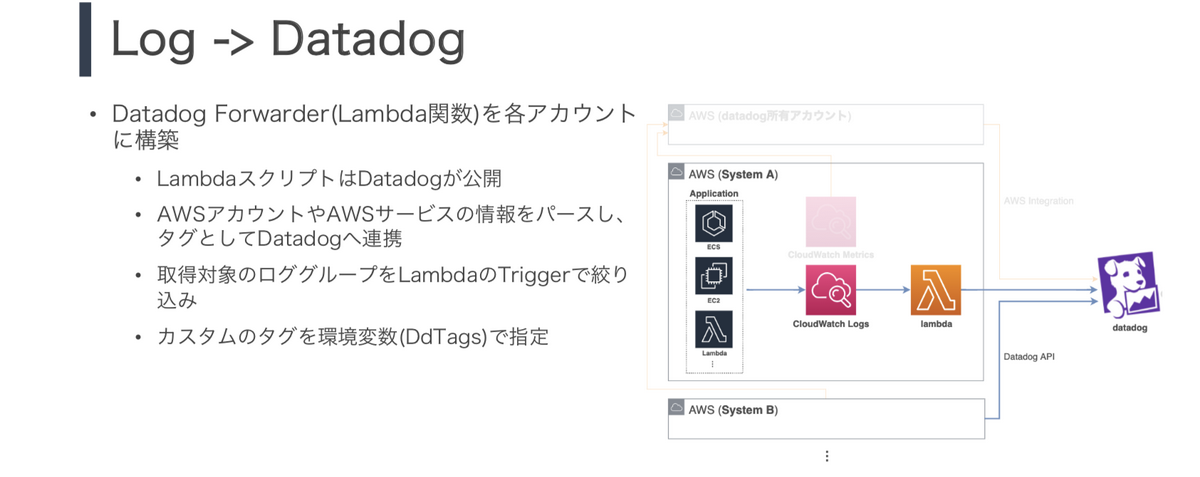 Log -> Datadog
• Datadog Forwarder(Lambda関数)を各アカウント
に構築
• LambdaスクリプトはDatadogが公開
• AWSアカウントやAWSサービスの情報をパースし、
タグとしてDatadogへ連携
• 取得対象のロググループをLambdaのTriggerで絞り
込み
• カスタムのタグを環境変数(DdTags)で指定
AWS (datadog所有アカウント)
AWS (System A)
Application
ECS
EC2
Lambda
⋮
CloudWatch Metrics
CloudWatch Logs
lambda
AWS Integration
datadog
Datadog API
AWS (System B)
⋮